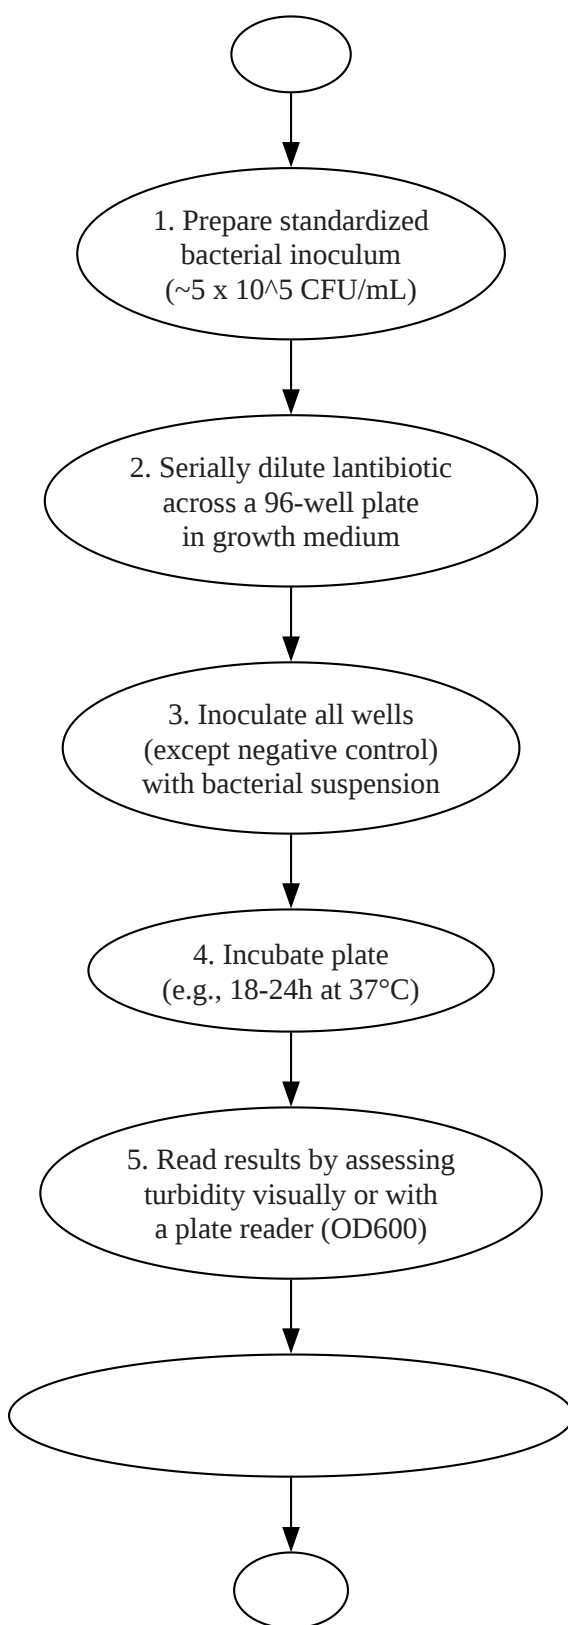 1. Prepare standardized
bacterial inoculum
(~5 x 10^5 CFU/mL)
2. Serially dilute lantibiotic
across a 96-well plate
in growth medium
3. Inoculate all wells
(except negative control)
with bacterial suspension
4. Incubate plate
(e.g., 18-24h at 37°C)
5. Read results by assessing
turbidity visually or with
a plate reader (OD600)